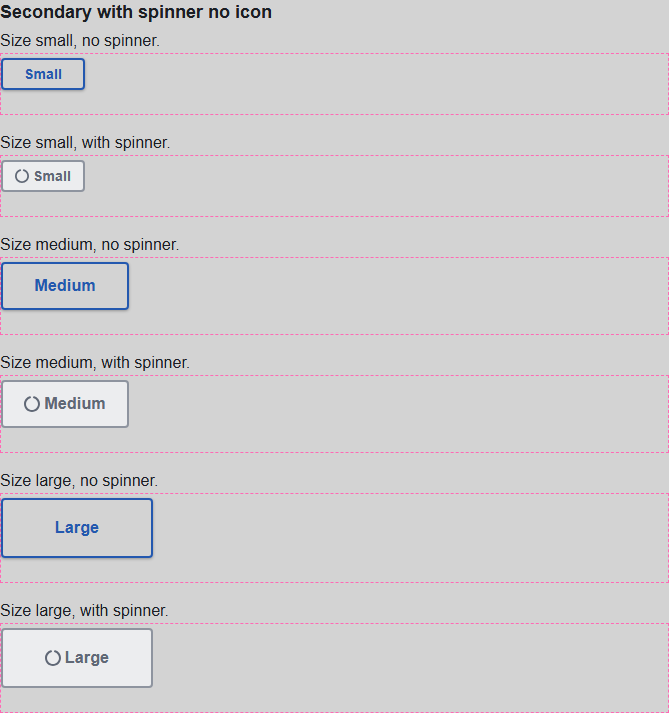 Secondary with spinner no icon
Size small, no spinner.
Small
Size small, with spinner.
Small
Size medium, no spinner.
Medium
Size medium, with spinner.
Medium
Size large, no spinner.
Large
Size large, with spinner.
Large